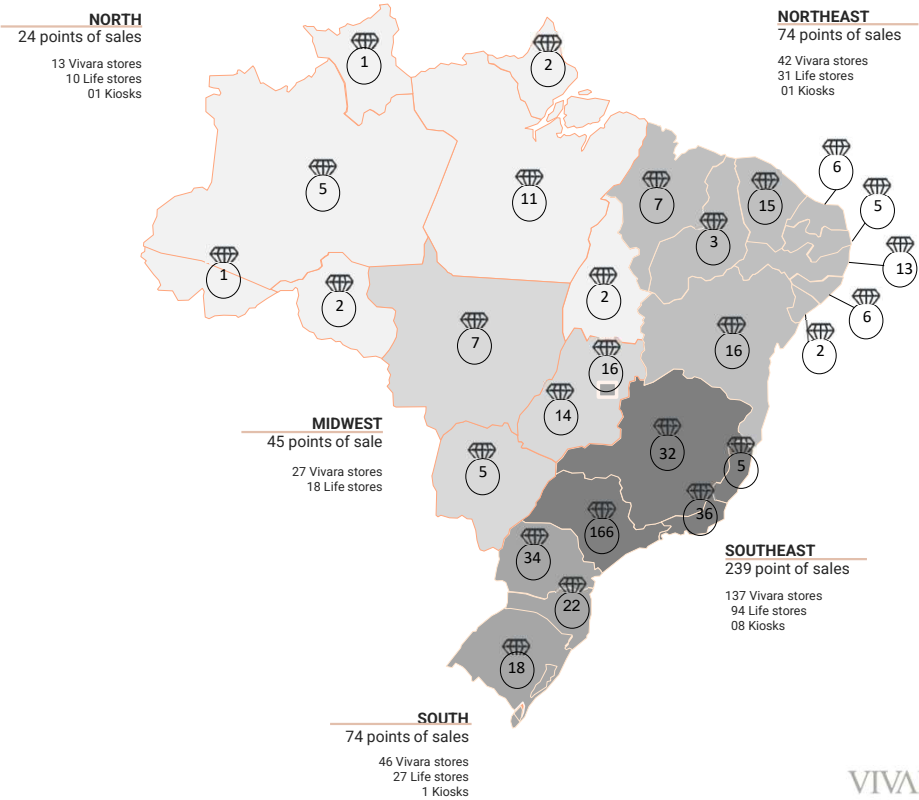 NORTH
24 points of sales
13 Vivara stores
10 Life stores
01 Kiosks
NORTHEAST
74 points of sales
42 Vivara stores
31 Life stores
01 Kiosks
1
2
6
5
5
11
7
15
3
13
1
2
2
6
7
16
2
16
14
MIDWEST
45 points of sale
27 Vivara stores
18 Life stores
32
5
5
36
166
34
SOUTHEAST
239 point of sales
137 Vivara stores
94 Life stores
08 Kiosks
22
18
SOUTH
74 points of sales
46 Vivara stores
27 Life stores
1 Kiosks
VIVA